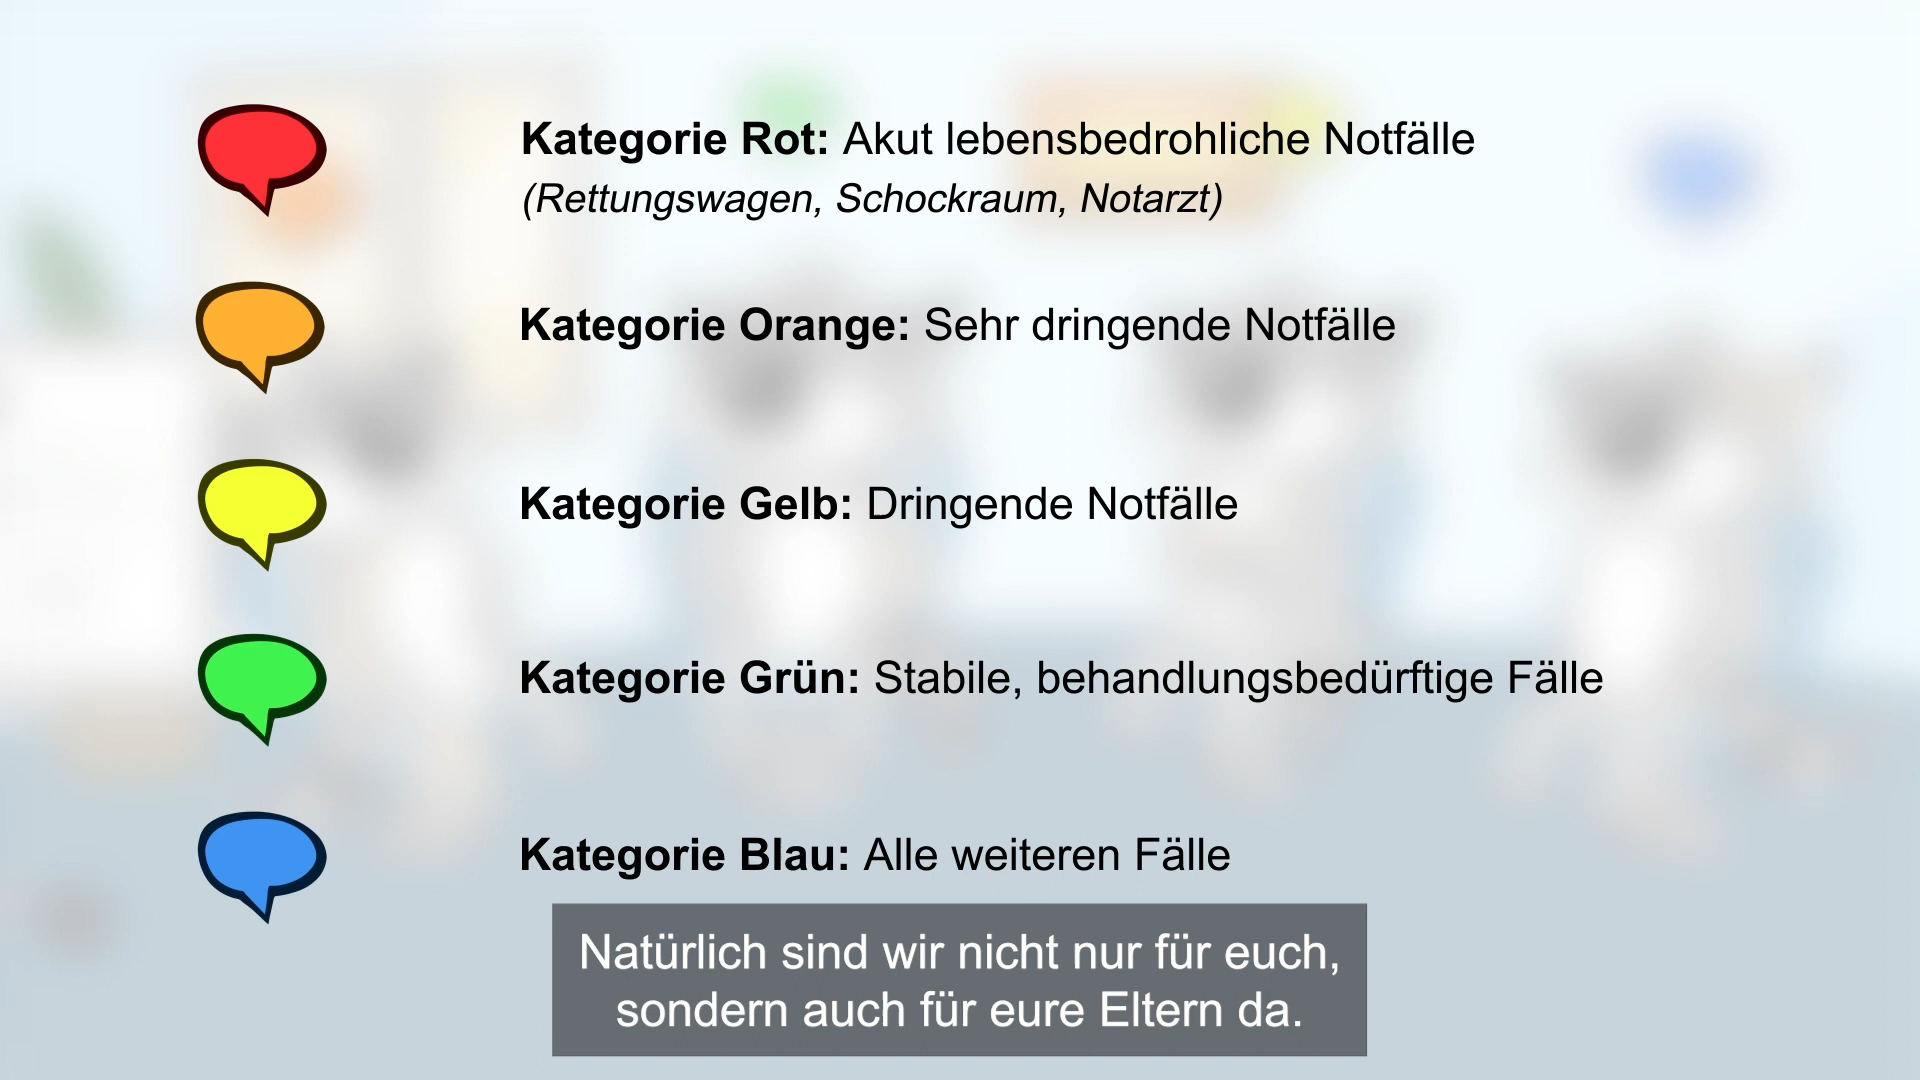 Kategorie Rot: Akut lebensbedrohliche Notfälle
(Rettungswagen, Schockraum, Notarzt)
Kategorie Orange: Sehr dringende Notfälle
Kategorie Gelb: Dringende Notfälle
Kategorie Grün: Stabile, behandlungsbedürftige Fälle
Kategorie Blau: Alle weiteren Fälle
Natürlich sind wir nicht nur für euch,
sondern auch für eure Eltern da.